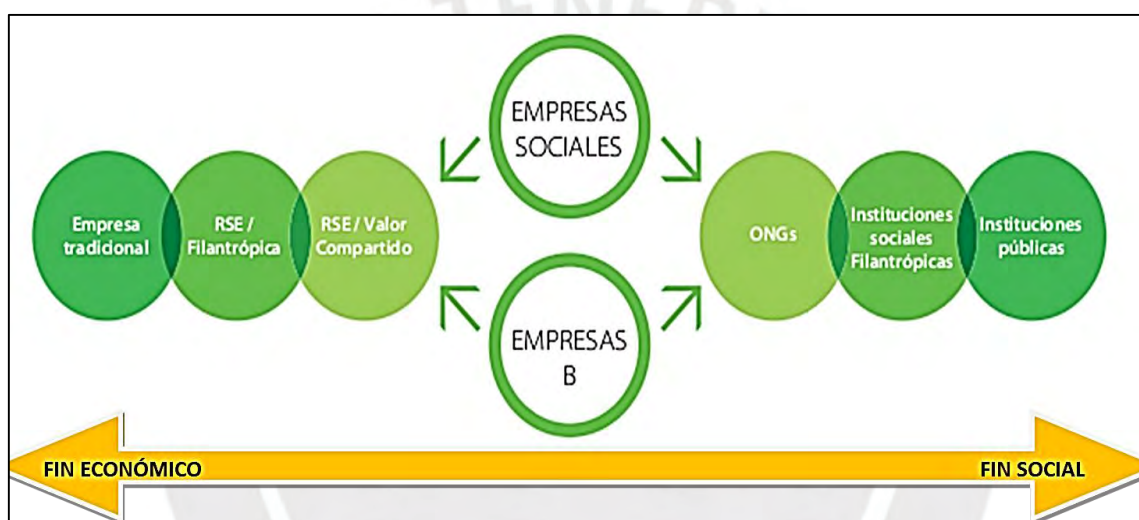 TENEB
EMPRESAS
SOCIALES
Empresa
tradicional
RSE /
Filantrópica
RSE / Valor
Compartido
ONGs
Instituciones
sociales
Filantrópicas
Instituciones
públicas
EMPRESAS
B
FIN ECONÓMICO
FIN SOCIAL